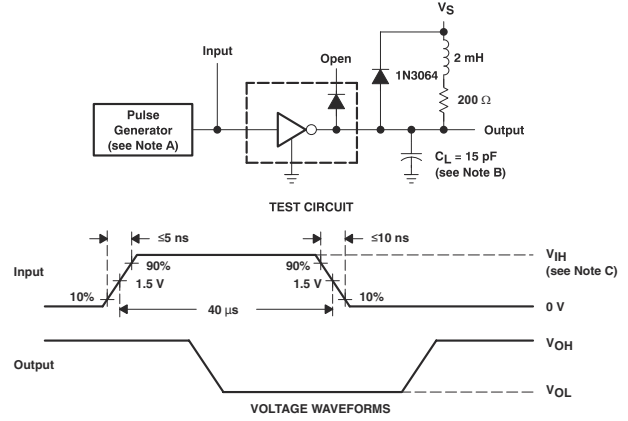 VS
Input
Open
2 mH
1N3064
200 Ω
Pulse
Generator
(see Note A)
Output
CL = 15 pF
(see Note B)
TEST CIRCUIT
≤5 ns
≤10 ns
VIH
(see Note C)
Input
90%
90%
1.5 V
1.5 V
10%
10%
40 µs
0 V
VOH
Output
VOL
VOLTAGE WAVEFORMS